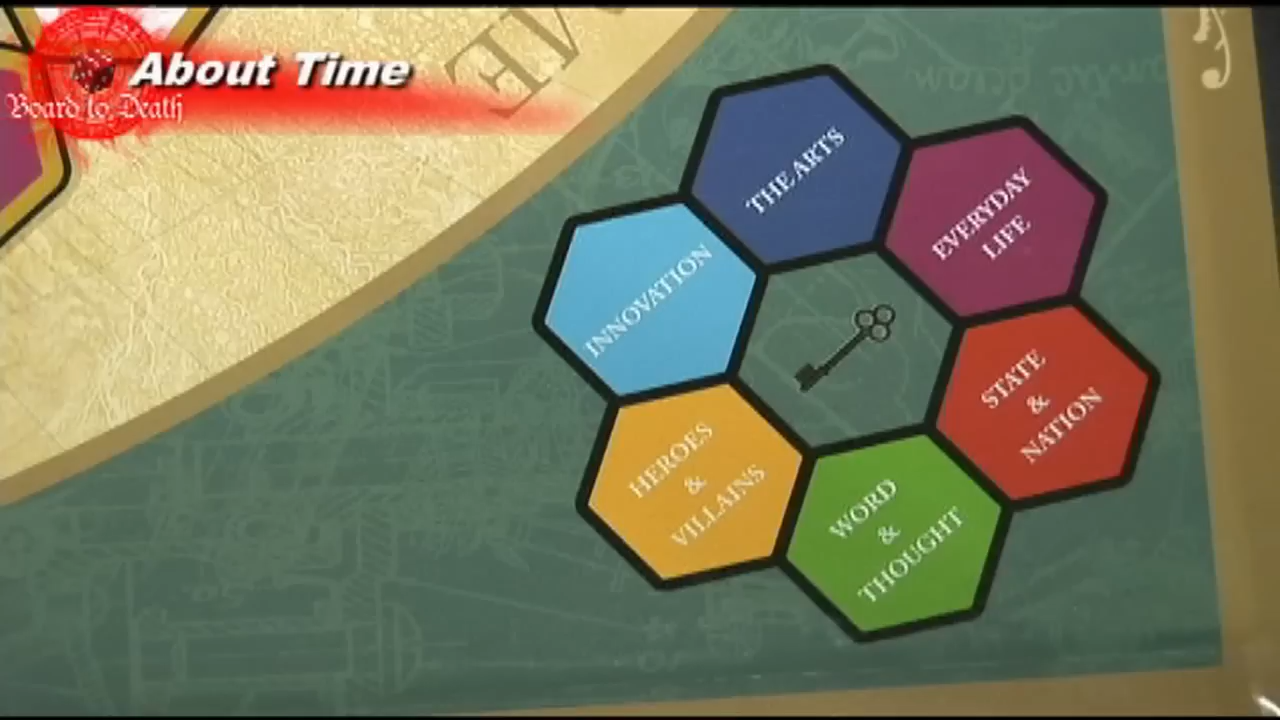 About Time
Board to Death
THE ARTS
EVERYDAY
LIFE
INNOVATION
STATE
&
NATION
HEROES
&
VILLAINS
WORD
&
THOUGHT